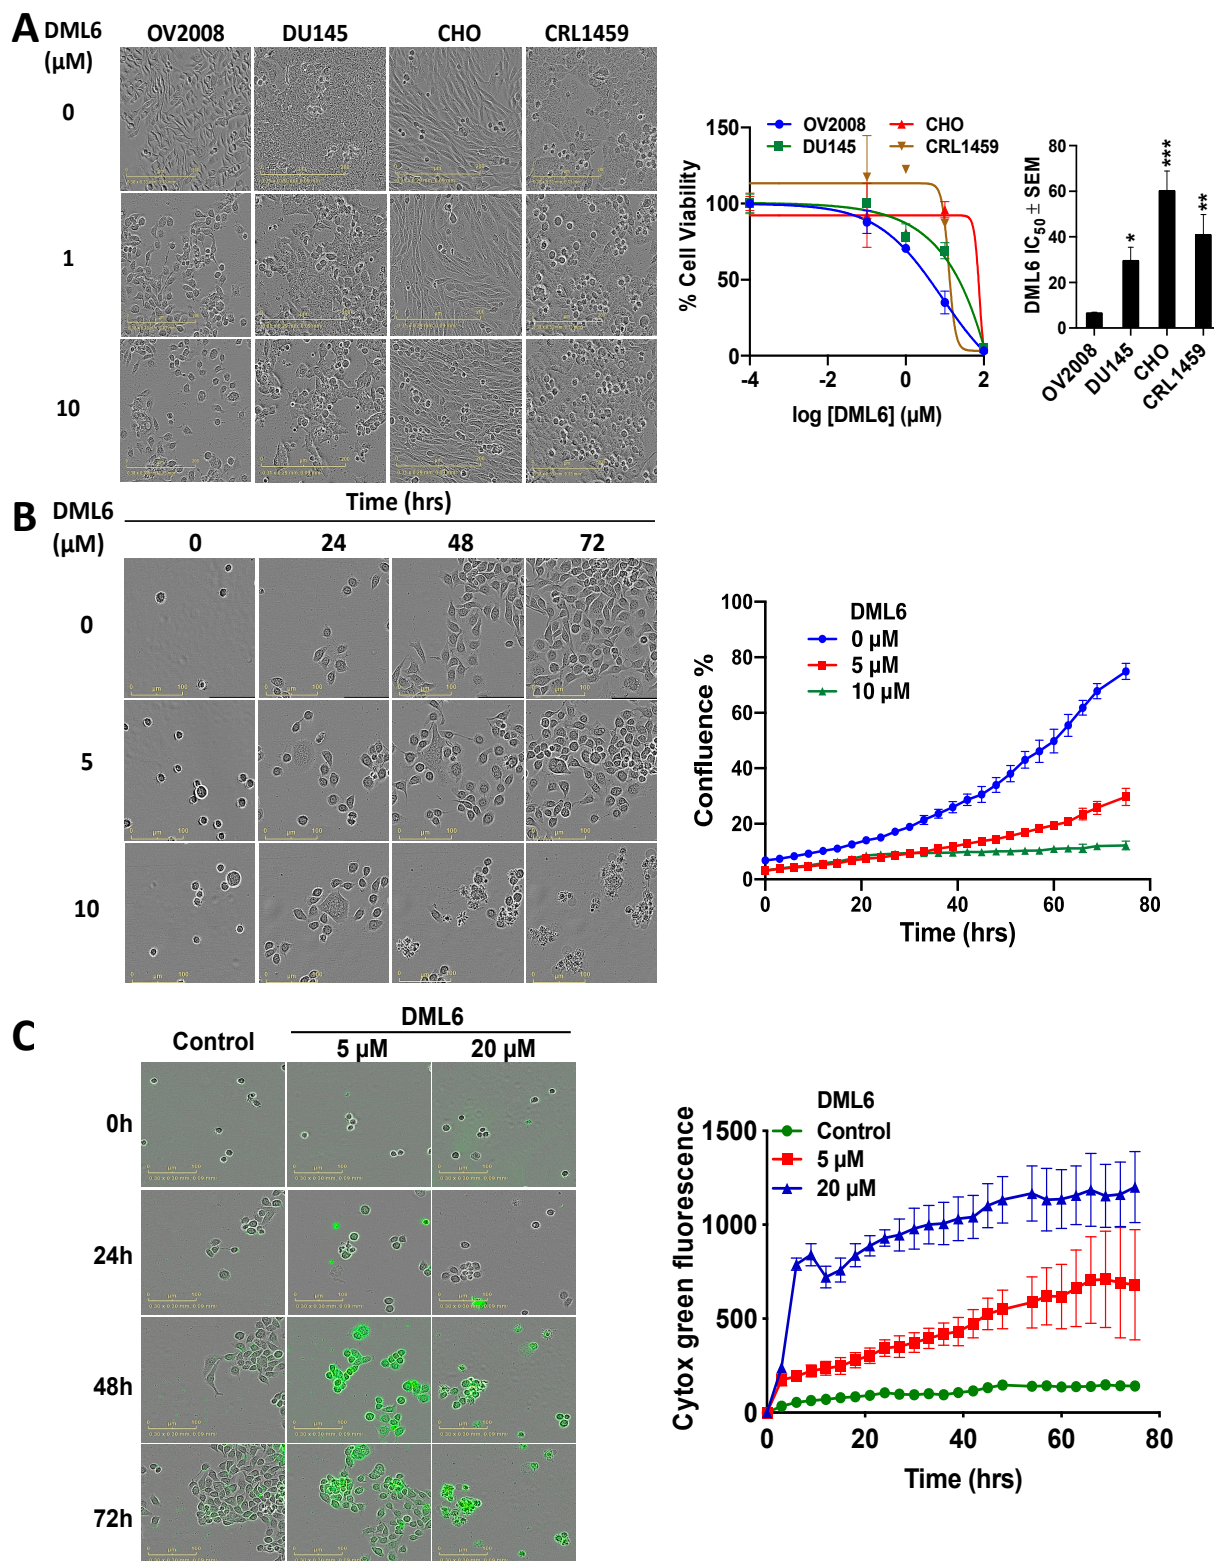 A
DML6
(µM)
OV2008
DU145
CHO
CRL1459
0
1
10
OV2008
DU145
CHO
CRL1459
% Cell Viability
150
100
50
0
-4
-2
0
2
log [DML6] (µM)
DML6 IC50 ± SEM
80
60
40
20
0
*
***
**
OV2008
DU145
CHO
CRL1459
B
DML6
(µM)
Time (hrs)
0
24
48
72
0
5
10
DML6
0 µM
5 µM
10 µM
Confluence %
100
80
60
40
20
0
0
20
40
60
80
Time (hrs)
C
Control
DML6
5 µM
20 µM
0h
24h
48h
72h
DML6
Control
5 µM
20 µM
Cytox green fluorescence
1500
1000
500
0
0
20
40
60
80
Time (hrs)